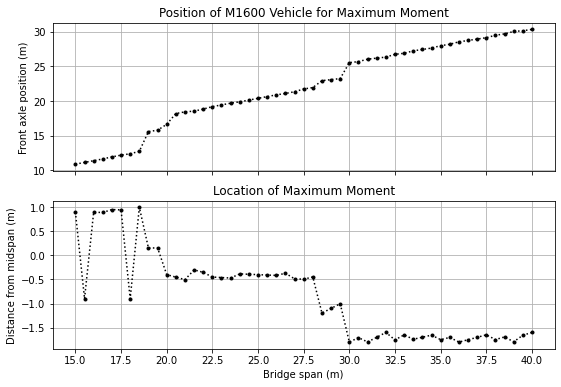 Position of M1600 Vehicle for Maximum Moment
30
25
20
15
10
Front axle position (m)
Location of Maximum Moment
1.0
0.5
0.0
−0.5
−1.0
−1.5
Distance from midspan (m)
15.0 17.5 20.0 22.5 25.0 27.5 30.0 32.5 35.0 37.5 40.0
Bridge span (m)